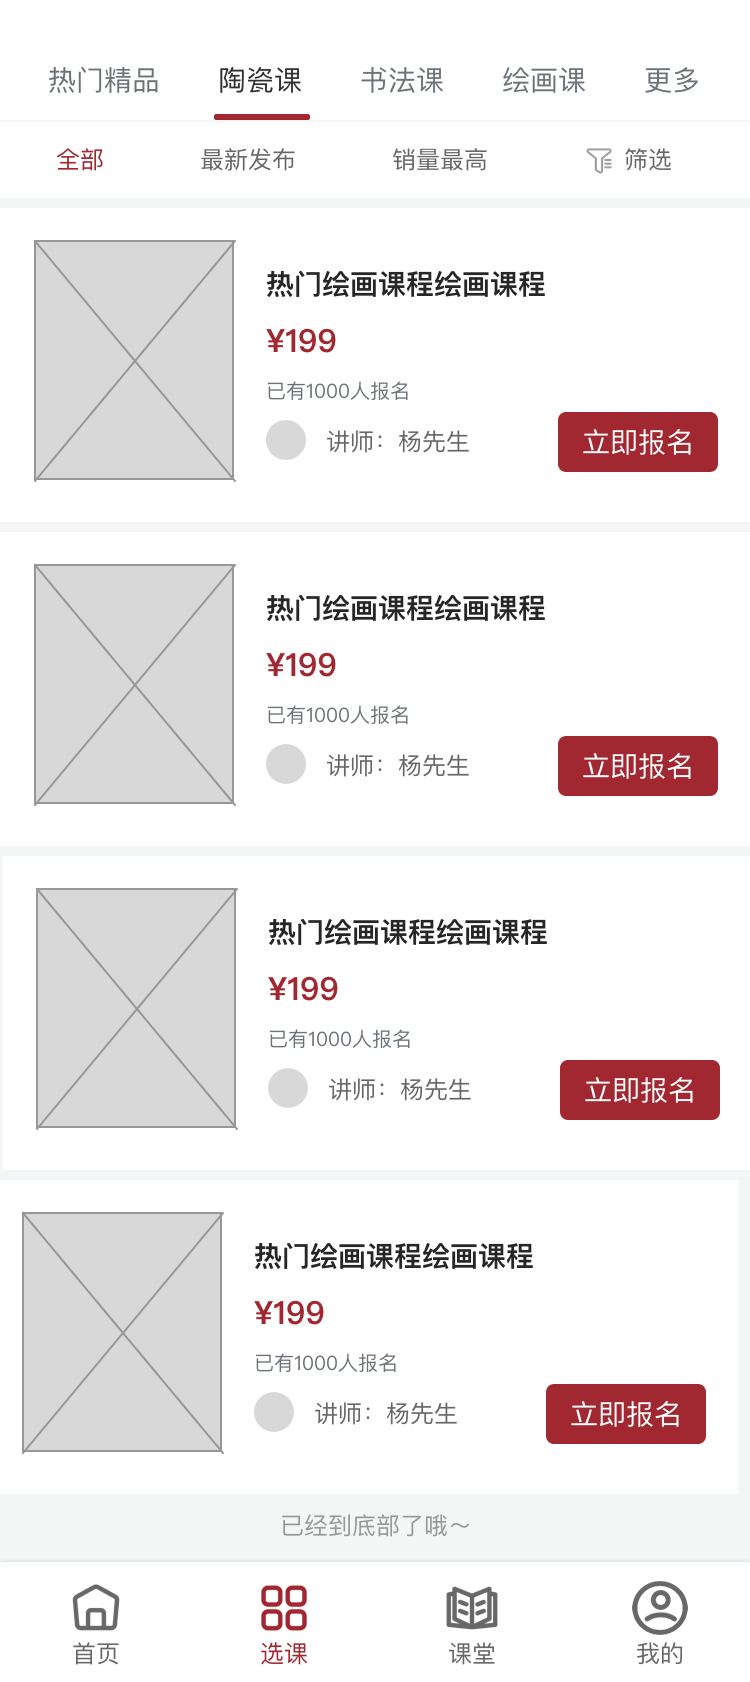 热门精品 陶瓷课 书法课 绘画课 更多
全部 最新发布 销量最高 筛选
热门绘画课程绘画课程
¥199
已有1000人报名
讲师：杨先生 立即报名
热门绘画课程绘画课程
¥199
已有1000人报名
讲师：杨先生 立即报名
热门绘画课程绘画课程
¥199
已有1000人报名
讲师：杨先生 立即报名
热门绘画课程绘画课程
¥199
已有1000人报名
讲师：杨先生 立即报名
已经到底部了哦～
首页 选课 课堂 我的